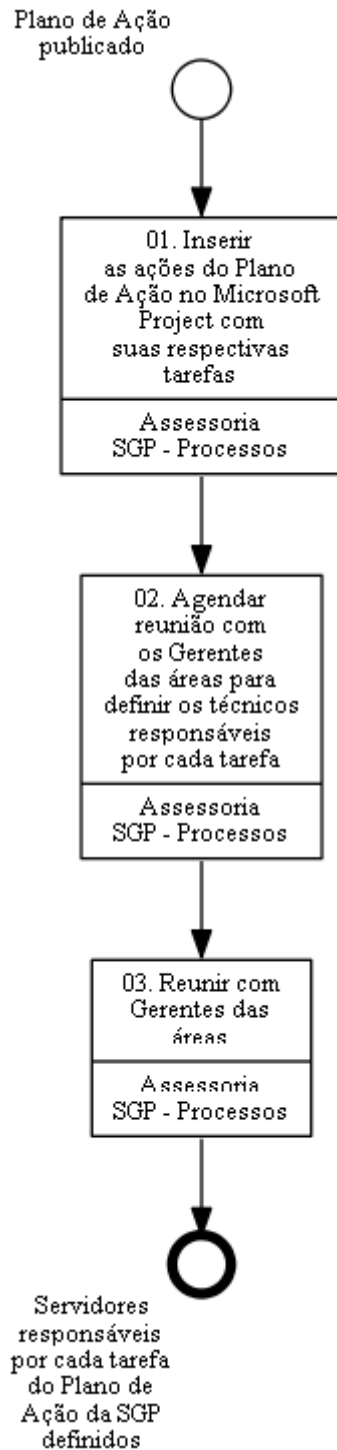 Plano de Ação
publicado
01. Inserir
as ações do Plano
de Ação no Microsoft
Project com
suas respectivas
tarefas
Assessoria
SGP - Processos
02. Agendar
reunião com
os Gerentes
das áreas para
definir os técnicos
responsáveis
por cada tarefa
Assessoria
SGP - Processos
03. Reunir com
Gerentes das
áreas
Assessoria
SGP - Processos
Servidores
responsáveis
por cada tarefa
do Plano de
Ação da SGP
definidos